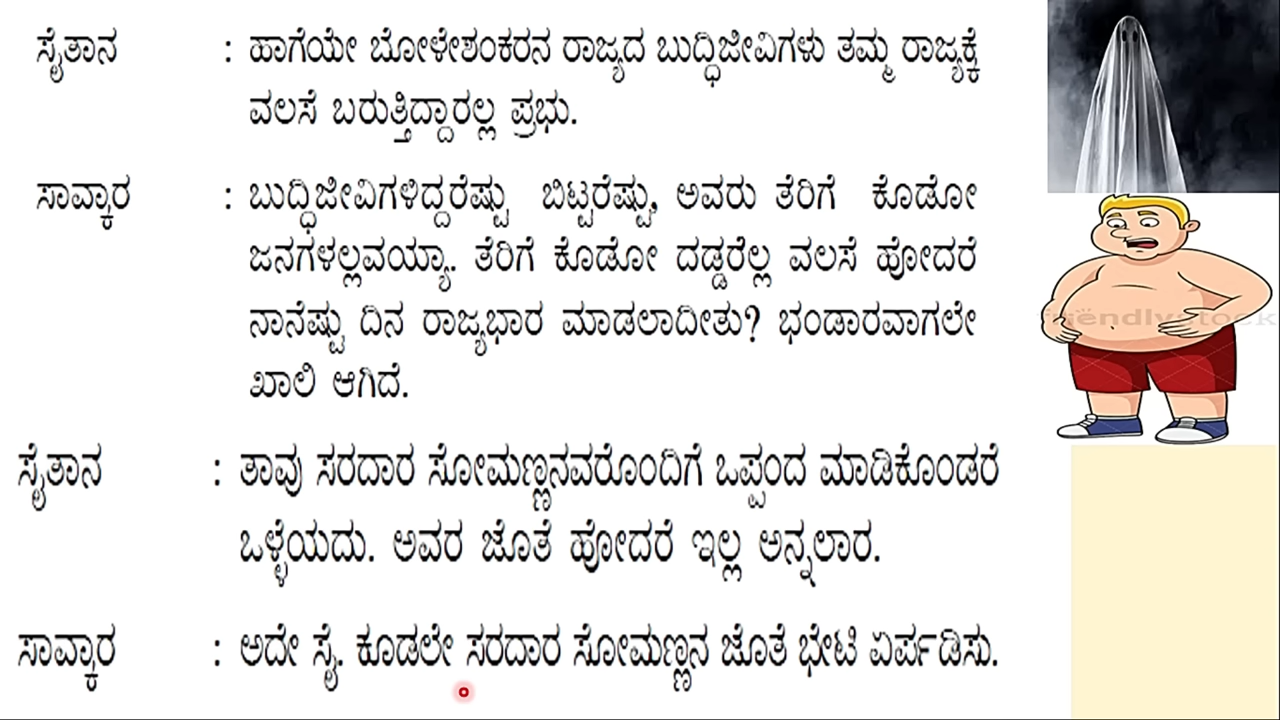 ಸೈತಾನ : ಹಾಗೆಯೇ ಬೋಳೇಶಂಕರನ ರಾಜ್ಯದ ಬುದ್ಧಿಜೀವಿಗಳು ತಮ್ಮ ರಾಜ್ಯಕ್ಕೆ
ವಲಸೆ ಬರುತ್ತಿದ್ದಾರಲ್ಲ ಪ್ರಭು.
ಸಾವ್ಕಾರ : ಬುದ್ಧಿಜೀವಿಗಳಿದ್ದರೆಷ್ಟು ಬಿಟ್ಟರೆಷ್ಟು, ಅವರು ತೆರಿಗೆ ಕೊಡೋ
ಜನಗಳಲ್ಲವಯ್ಯಾ. ತೆರಿಗೆ ಕೊಡೋ ದಡ್ಡರೆಲ್ಲ ವಲಸೆ ಹೋದರೆ
ನಾನೆಷ್ಟು ದಿನ ರಾಜ್ಯಭಾರ ಮಾಡಲಾದೀತು? ಭಂಡಾರವಾಗಲೇ
ಖಾಲಿ ಆಗಿದೆ.
ಸೈತಾನ : ತಾವು ಸರದಾರ ಸೋಮಣ್ಣನವರೊಂದಿಗೆ ಒಪ್ಪಂದ ಮಾಡಿಕೊಂಡರೆ
ಒಳ್ಳೆಯದು. ಅವರ ಜೊತೆ ಹೋದರೆ ಇಲ್ಲ ಅನ್ನಲಾರ.
ಸಾವ್ಕಾರ : ಅದೇ ಸೈ. ಕೂಡಲೇ ಸರದಾರ ಸೋಮಣ್ಣನ ಜೊತೆ ಭೇಟಿ ಏರ್ಪಡಿಸು.